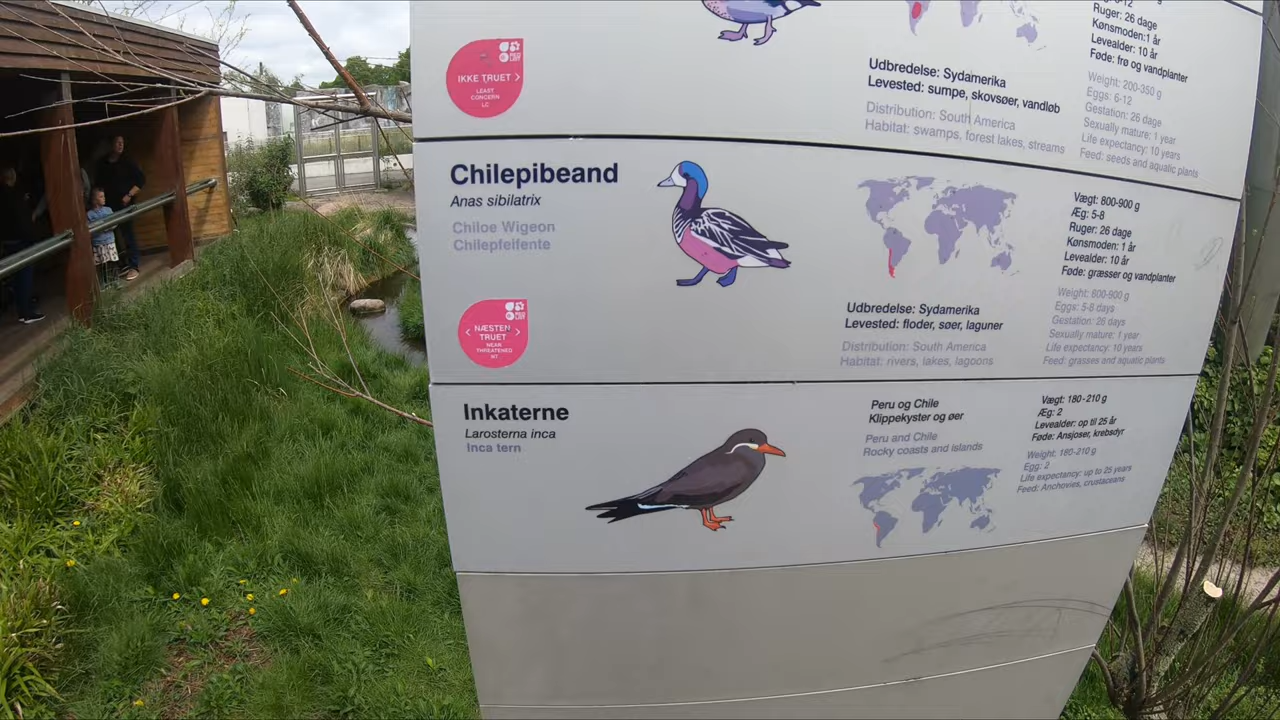 Ruger: 26 dage
Kønsmoden:1 år
Levealder: 10 år
Føde: frø og vandplanter
Weight: 200-350 g
Eggs: 6-12
Gestation: 26 dage
Sexually mature: 1 year
Life expectancy: 10 years
Feed: seeds and aquatic plants
Udbredelse: Sydamerika
Levested: sumpe, skovsøer, vandløb
Distribution: South America
Habitat: swamps, forest lakes, streams
IKKE TRUET
LEAST
CONCERN
LC
Chilepibeand
Anas sibilatrix
Chiloe Wigeon
Chilepfeifente
NÆSTEN
TRUET
NEAR
THREATENED
NT
Udbredelse: Sydamerika
Levested: floder, søer, laguner
Distribution: South America
Habitat: rivers, lakes, lagoons
Vægt: 800-900 g
Æg: 5-8
Ruger: 26 dage
Kønsmoden: 1 år
Levealder: 10 år
Føde: græsser og vandplanter
Weight: 800-900 g
Eggs: 5-8 days
Gestation: 26 days
Sexually mature: 1 year
Life expectancy: 10 years
Feed: grasses and aquatic plants
Inkaterne
Larosterna inca
Inca tern
Peru og Chile
Klippekyster og øer
Peru and Chile
Rocky coasts and islands
Vægt: 180-210 g
Æg: 2
Levealder: op til 25 år
Føde: Ansjoser, krebsdyr
Weight: 180-210 g
Egg: 2
Life expectancy: up to 25 years
Feed: Anchovies, crustaceans